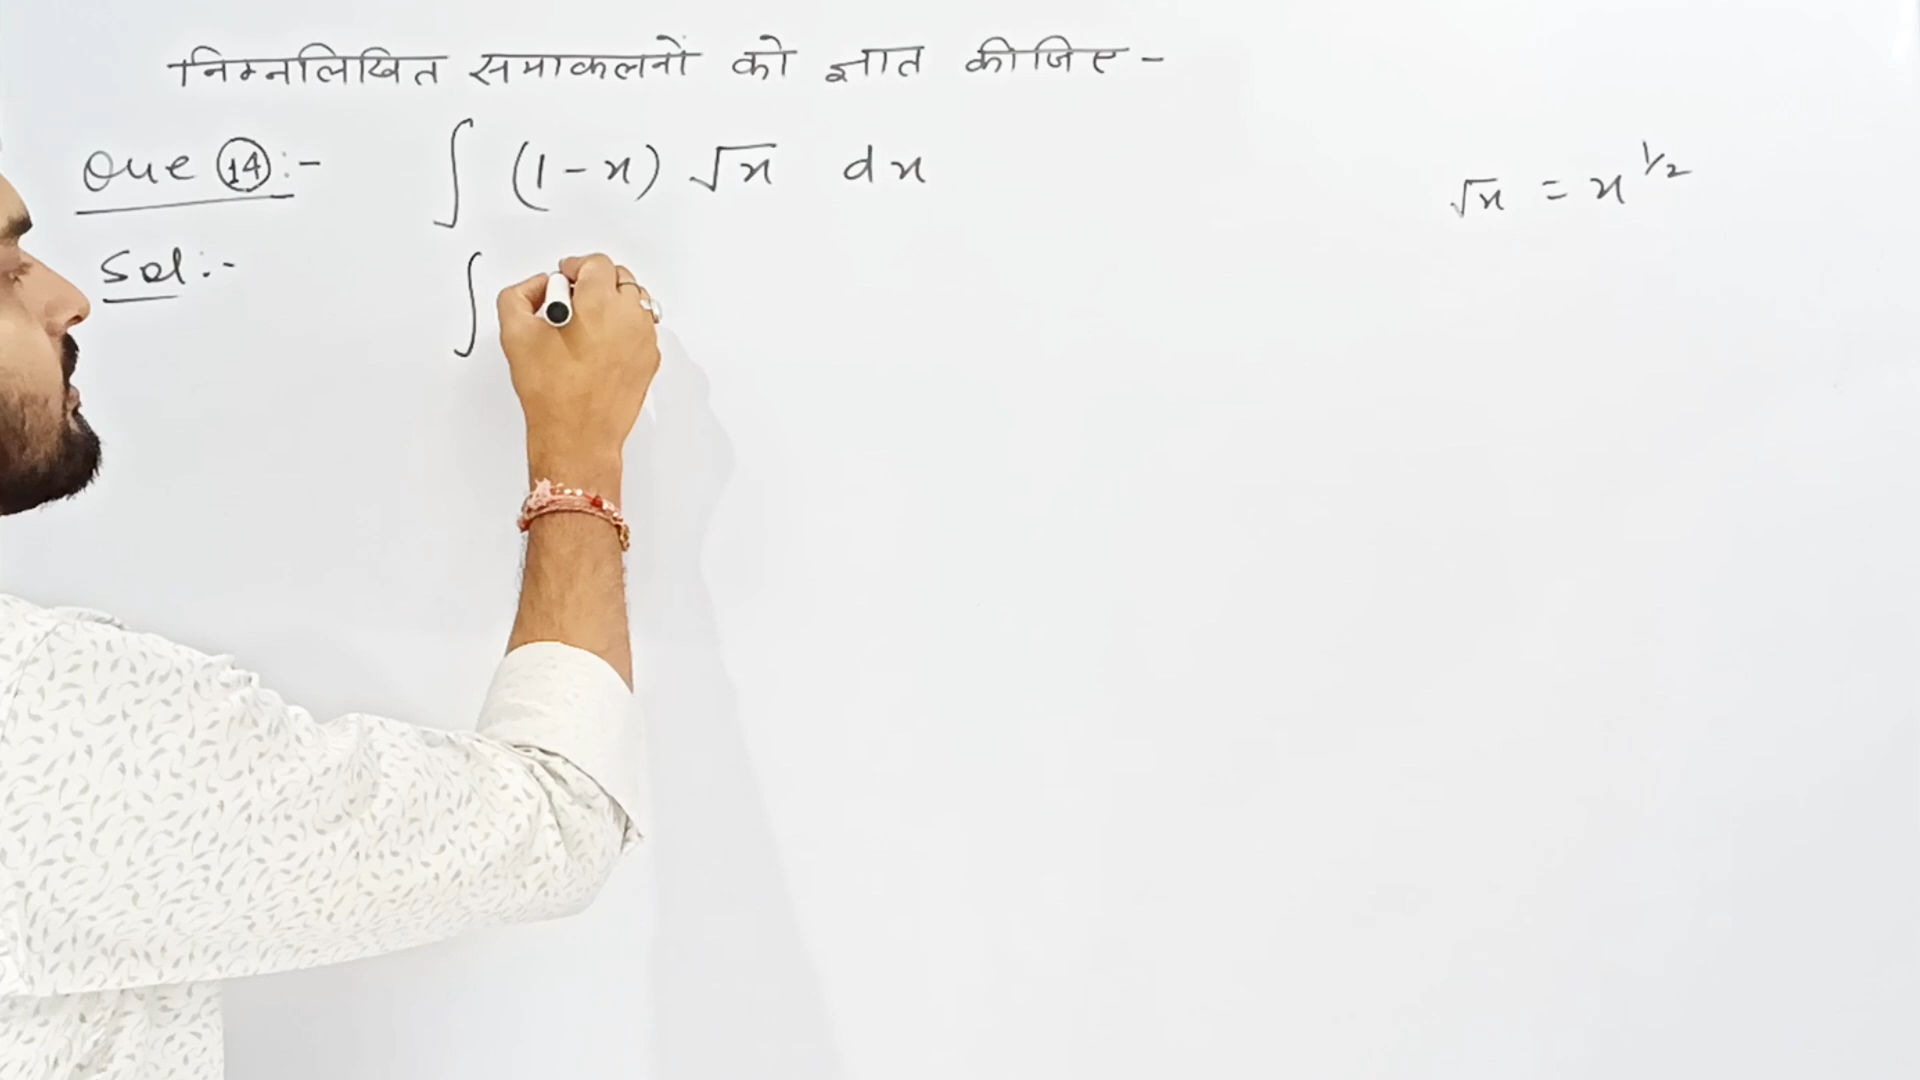 निम्नलिखित समाकलनों को ज्ञात कीजिए -
Que 14 :- ∫ (1-x) √x dx
√x = x^1/2
Sol :- ∫